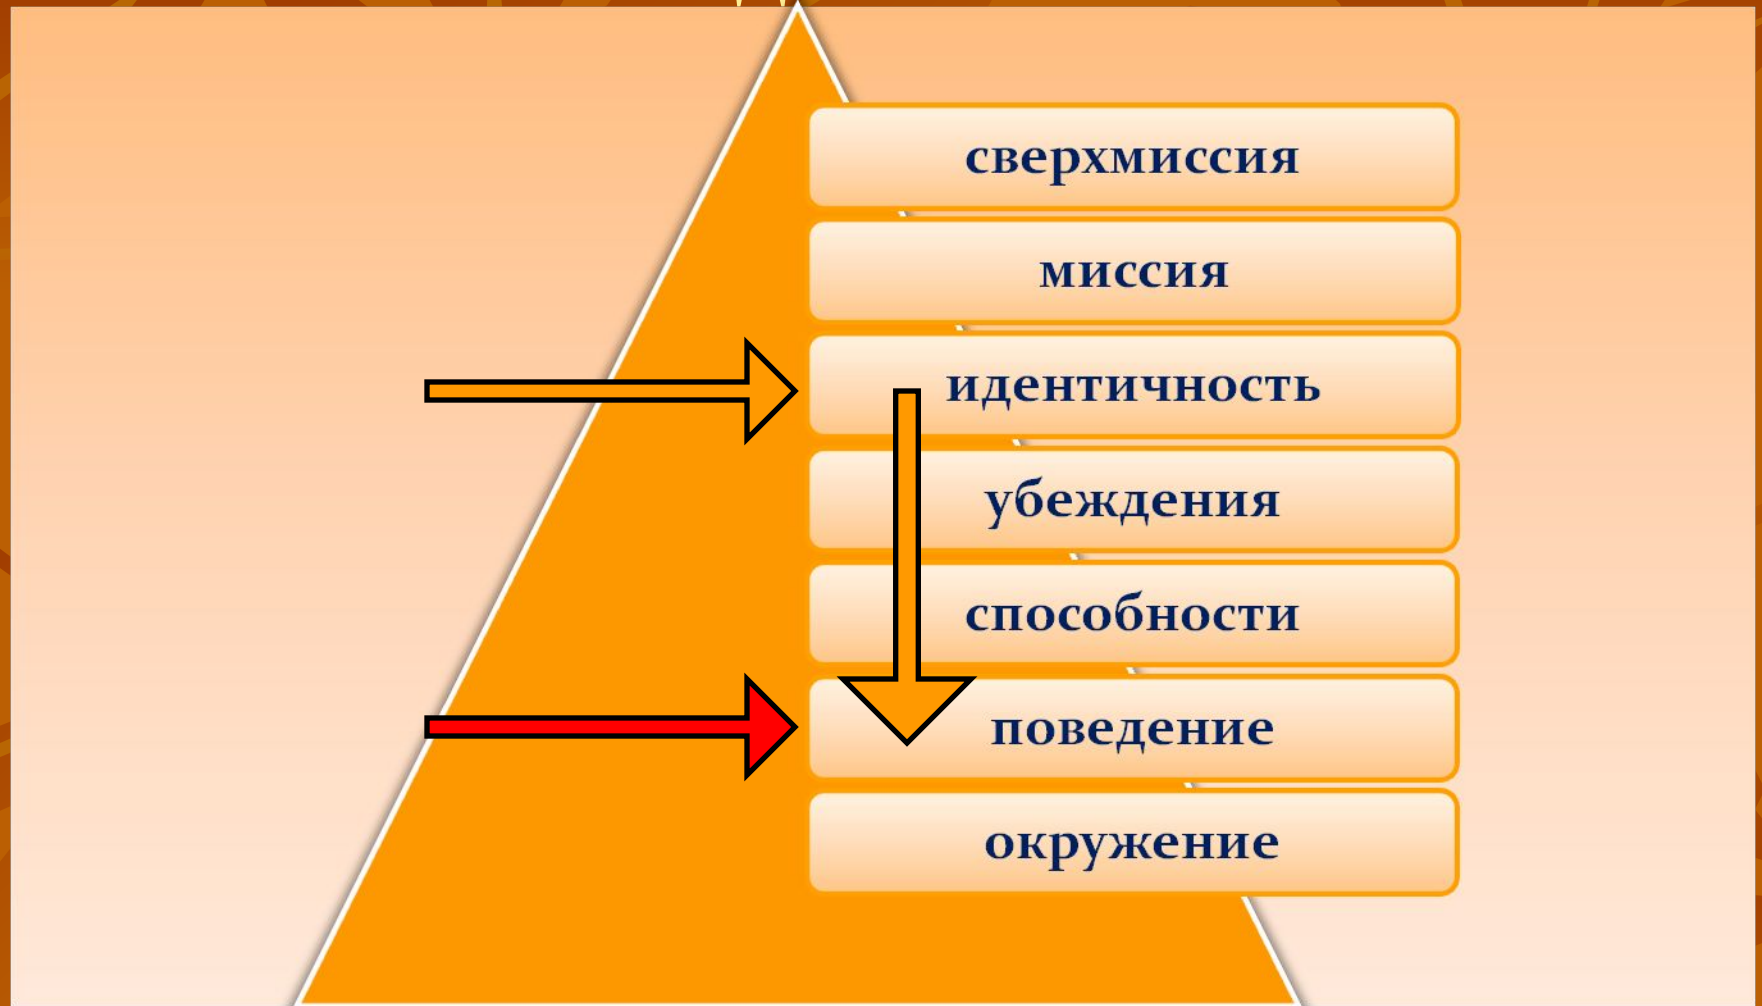 сверхмиссия
миссия
идентичность
убеждения
способности
поведение
окружение